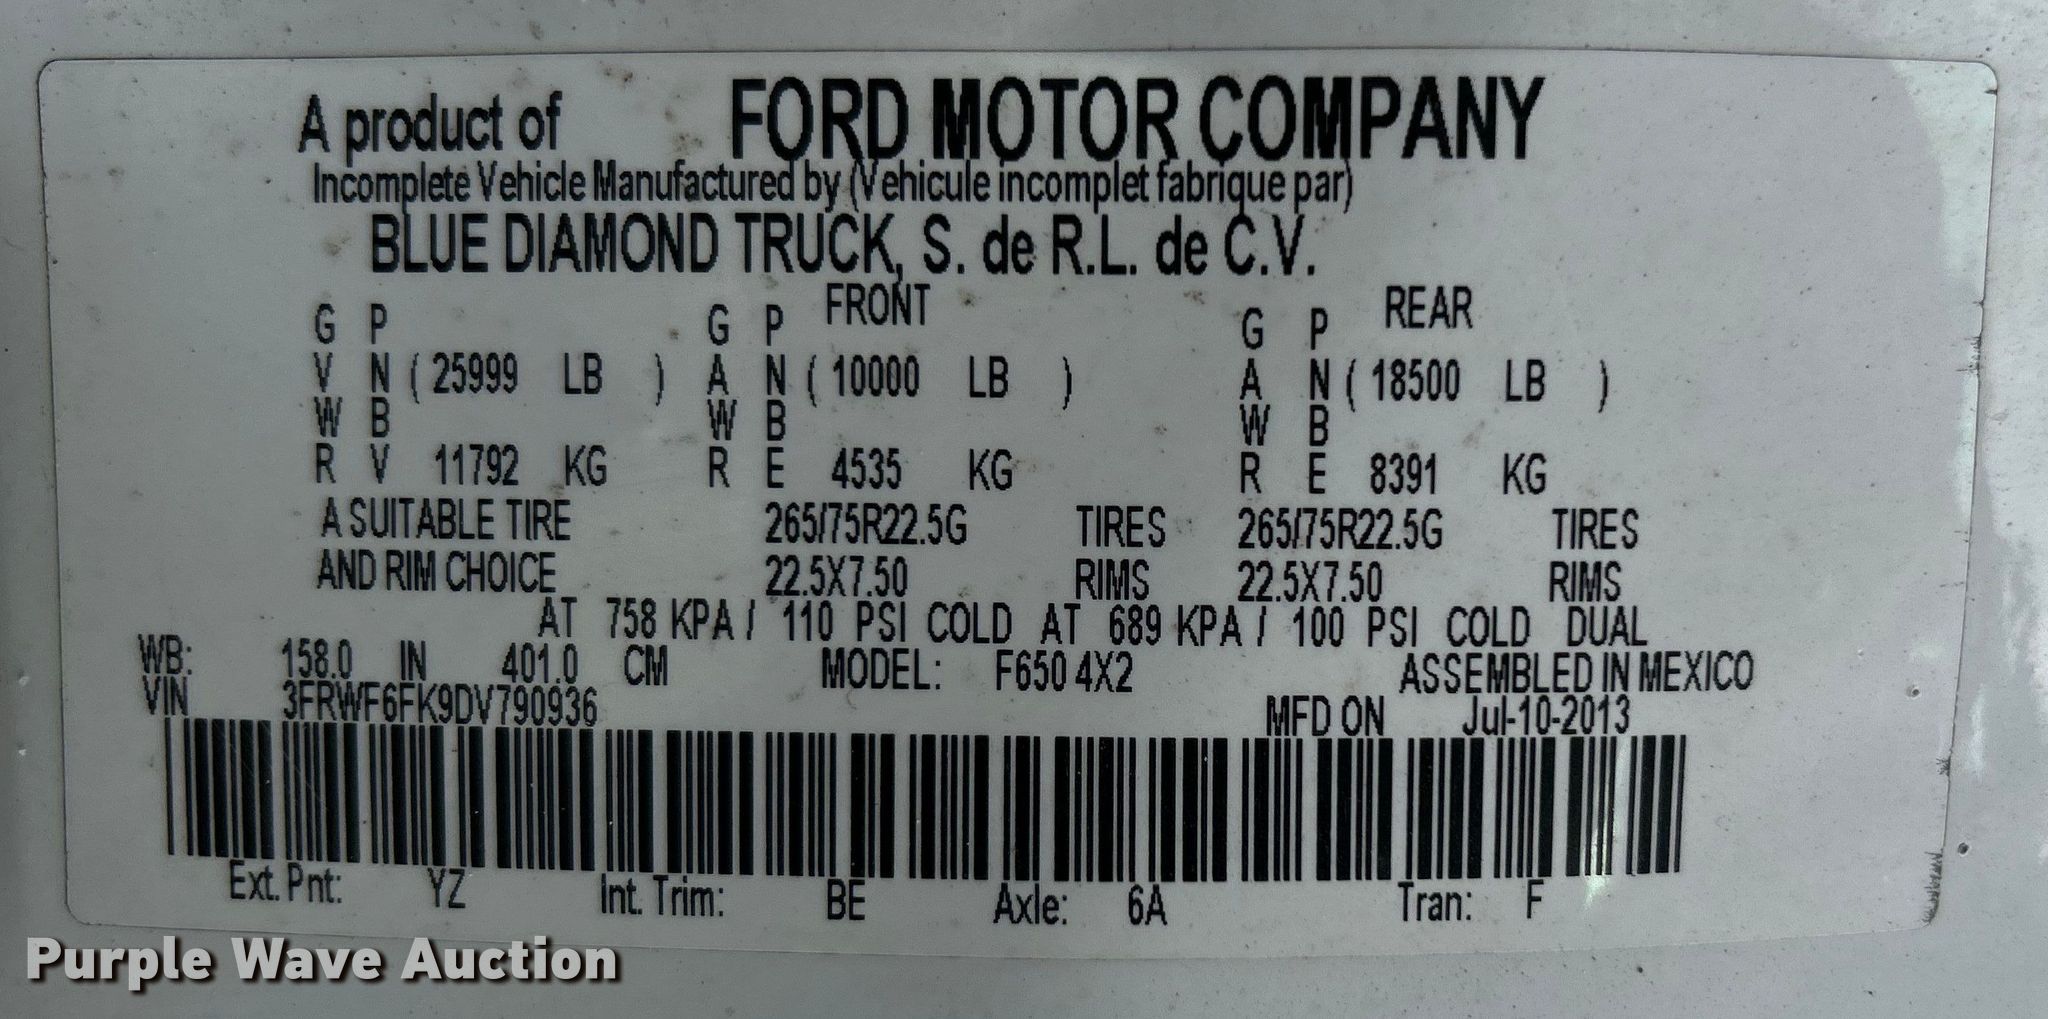 A product of FORD MOTOR COMPANY
Incomplete Vehicle Manufactured by (Vehicule incomplet fabrique par)
BLUE DIAMOND TRUCK, S. de R.L. de C.V.
G P G P FRONT G P REAR
V N ( 25999 LB ) A N ( 10000 LB ) A N ( 18500 LB )
W B W B W B
R V 11792 KG R E 4535 KG R E 8391 KG
A SUITABLE TIRE 265/75R22.5G TIRES 265/75R22.5G TIRES
AND RIM CHOICE 22.5X7.50 RIMS 22.5X7.50 RIMS
AT 758 KPA / 110 PSI COLD AT 689 KPA / 100 PSI COLD DUAL
WB: 158.0 IN 401.0 CM MODEL: F650 4X2 ASSEMBLED IN MEXICO
VIN 3FRWF6FK9DV790936 MFD ON Jul-10-2013
Ext. Pnt: YZ Int. Trim: BE Axle: 6A Tran: F
Purple Wave Auction